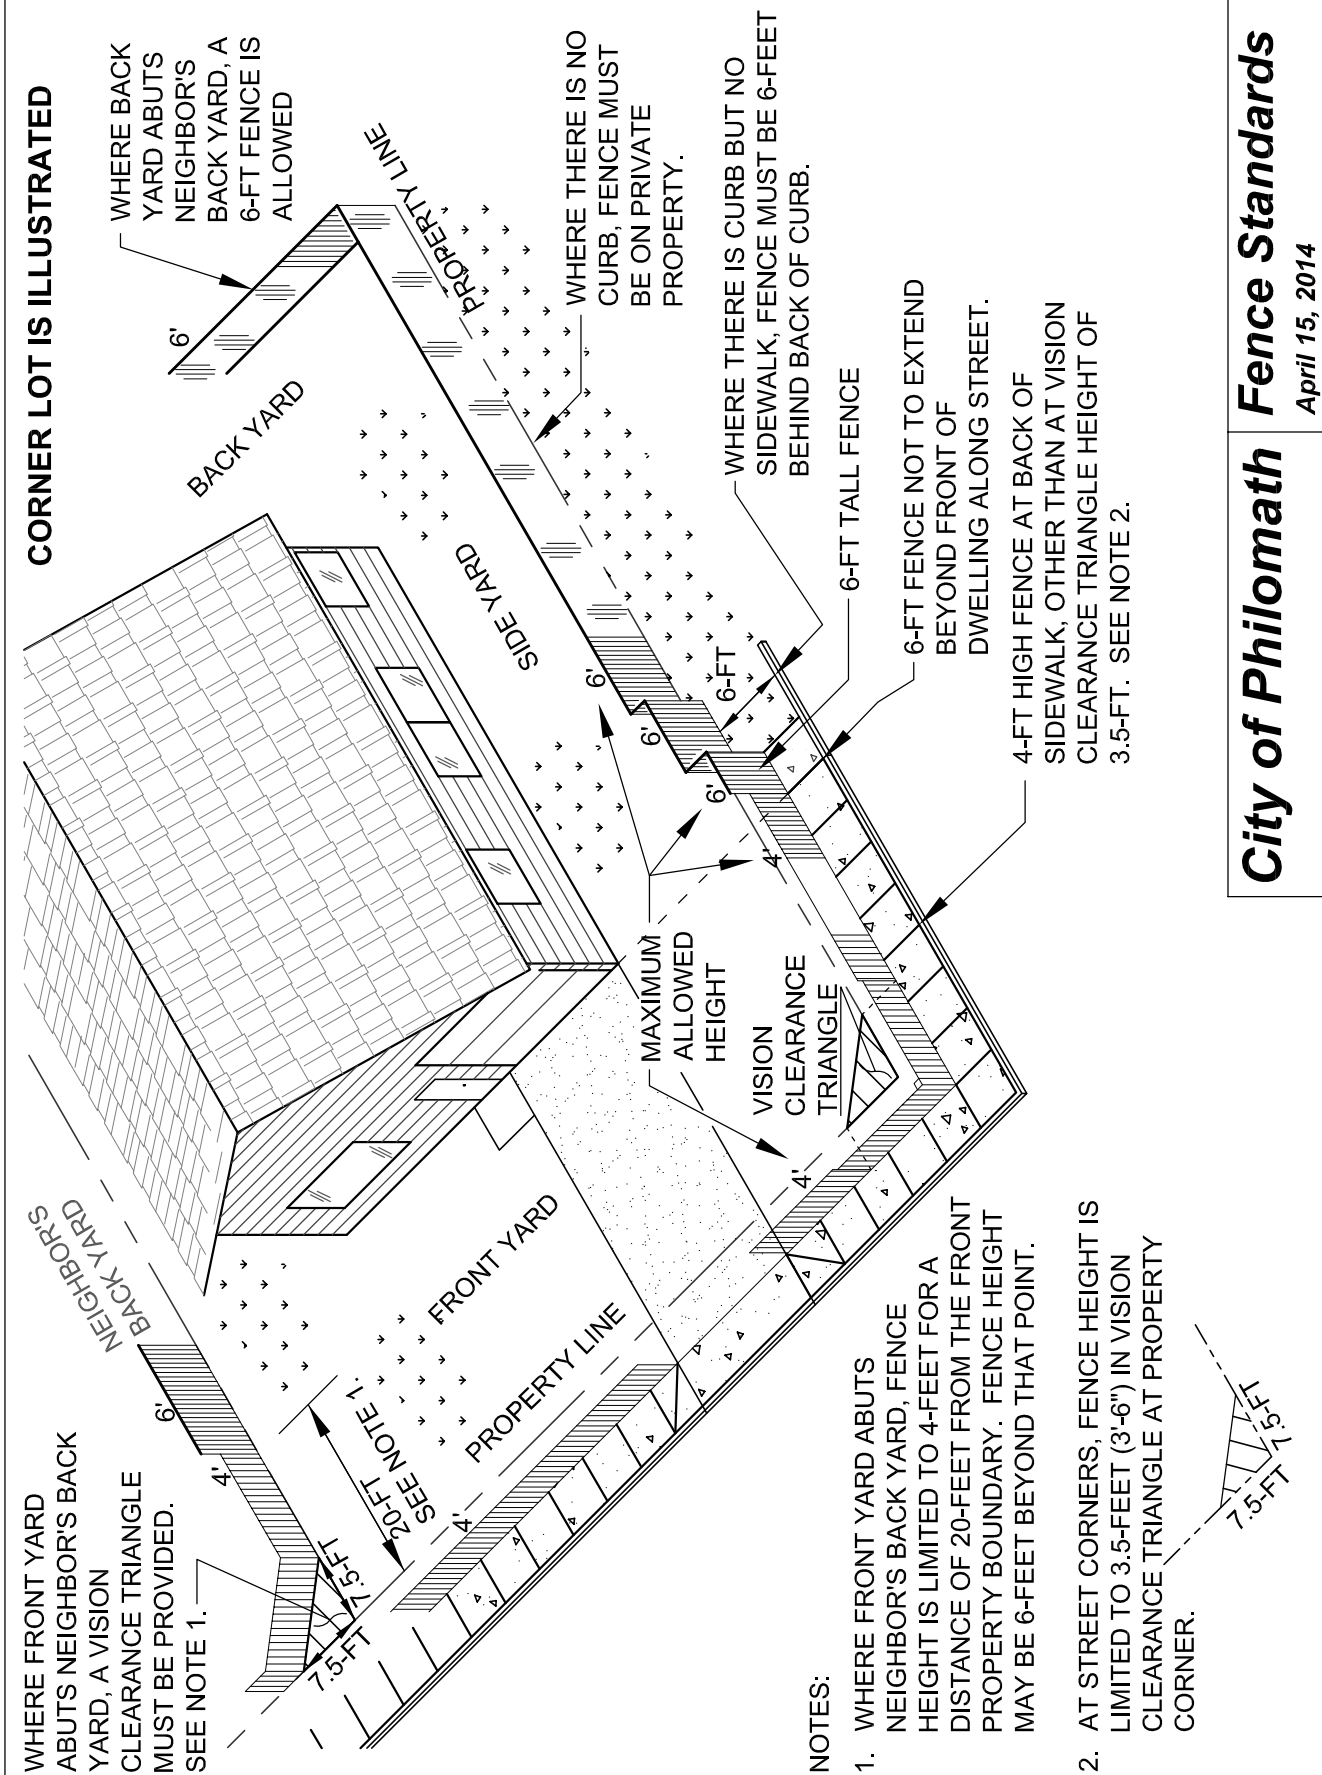 CORNER LOT IS ILLUSTRATED
WHERE FRONT YARD
ABUTS NEIGHBOR'S BACK
YARD, A VISION
CLEARANCE TRIANGLE
MUST BE PROVIDED.
SEE NOTE 1.
NEIGHBOR'S
BACK YARD
6'
4'
7.5-FT
7.5-FT
20-FT
SEE NOTE 1.
4'
FRONT YARD
PROPERTY LINE
WHERE BACK
YARD ABUTS
NEIGHBOR'S
BACK YARD, A
6-FT FENCE IS
ALLOWED
6'
BACK YARD
SIDE YARD
PROPERTY LINE
WHERE THERE IS NO
CURB, FENCE MUST
BE ON PRIVATE
PROPERTY.
WHERE THERE IS CURB BUT NO
SIDEWALK, FENCE MUST BE 6-FEET
BEHIND BACK OF CURB.
6'
6'
6'
6-FT
4'
6-FT TALL FENCE
6-FT FENCE NOT TO EXTEND
BEYOND FRONT OF
DWELLING ALONG STREET.
4-FT HIGH FENCE AT BACK OF
SIDEWALK, OTHER THAN AT VISION
CLEARANCE TRIANGLE HEIGHT OF
3.5-FT. SEE NOTE 2.
MAXIMUM
ALLOWED
HEIGHT
VISION
CLEARANCE
TRIANGLE
4'
NOTES:
1. WHERE FRONT YARD ABUTS
NEIGHBOR'S BACK YARD, FENCE
HEIGHT IS LIMITED TO 4-FEET FOR A
DISTANCE OF 20-FEET FROM THE FRONT
PROPERTY BOUNDARY. FENCE HEIGHT
MAY BE 6-FEET BEYOND THAT POINT.
2. AT STREET CORNERS, FENCE HEIGHT IS
LIMITED TO 3.5-FEET (3'-6") IN VISION
CLEARANCE TRIANGLE AT PROPERTY
CORNER.
7.5-FT
7.5-FT
City of Philomath
Fence Standards
April 15, 2014